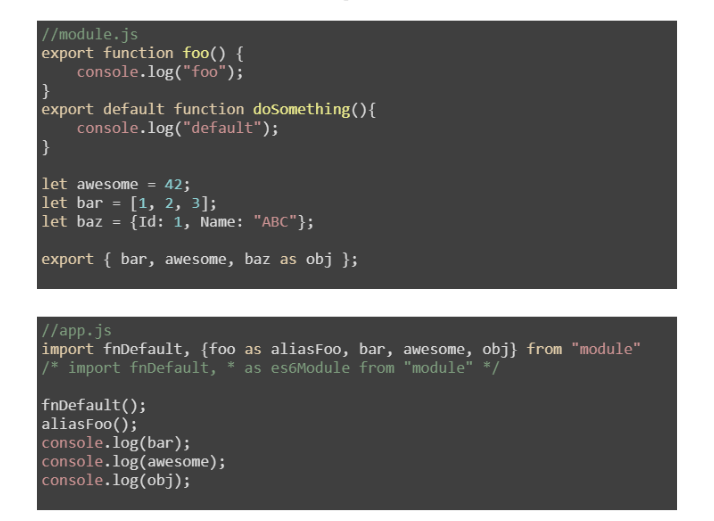 //module.js
export function foo() {
    console.log("foo");
}
export default function doSomething(){
    console.log("default");
}

let awesome = 42;
let bar = [1, 2, 3];
let baz = {Id: 1, Name: "ABC"};

export { bar, awesome, baz as obj };

//app.js
import fnDefault, {foo as aliasFoo, bar, awesome, obj} from "module"
/* import fnDefault, * as es6Module from "module" */

fnDefault();
aliasFoo();
console.log(bar);
console.log(awesome);
console.log(obj);